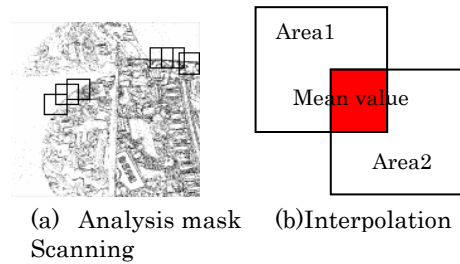 Area1
Mean value
Area2
(a) Analysis mask
Scanning
(b)Interpolation